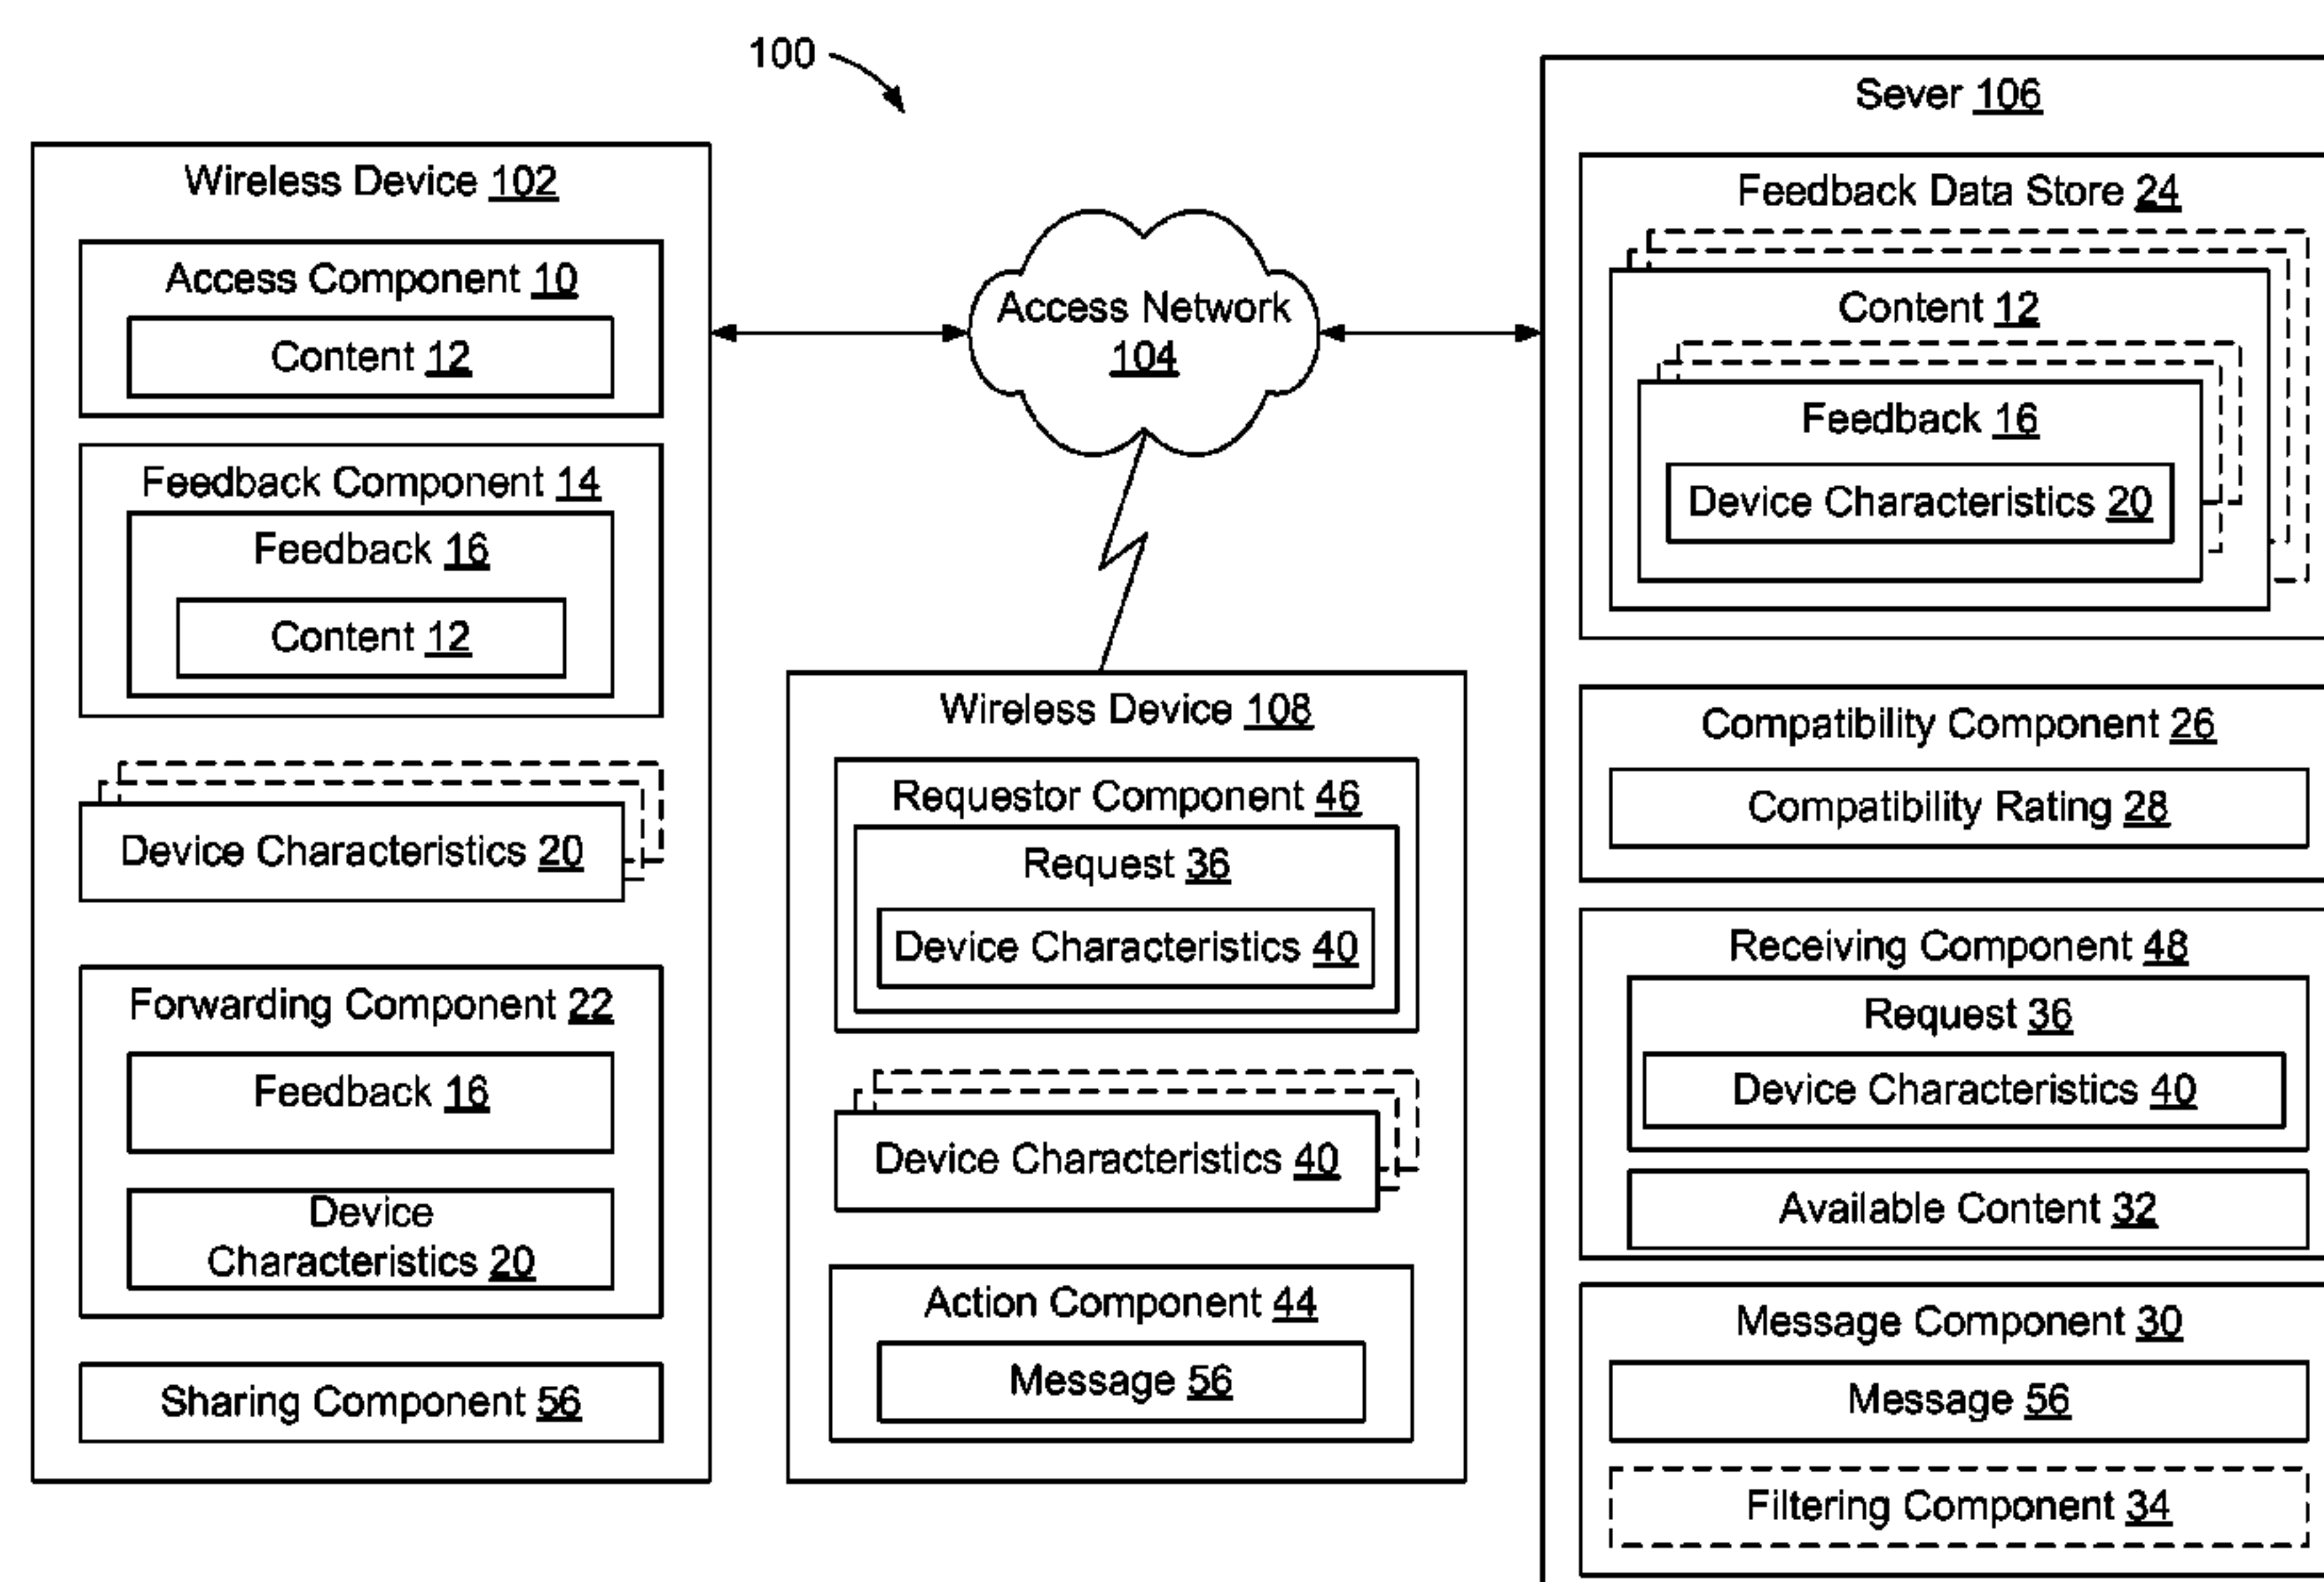 100
Wireless Device 102
Access Component 10
Content 12
Feedback Component 14
Feedback 16
Content 12
Device Characteristics 20
Forwarding Component 22
Feedback 16
Device
Characteristics 20
Sharing Component 56
Access Network
104
Wireless Device 108
Requestor Component 46
Request 36
Device Characteristics 40
Device Characteristics 40
Action Component 44
Message 56
Sever 106
Feedback Data Store 24
Content 12
Feedback 16
Device Characteristics 20
Compatibility Component 26
Compatibility Rating 28
Receiving Component 48
Request 36
Device Characteristics 40
Available Content 32
Message Component 30
Message 56
Filtering Component 34